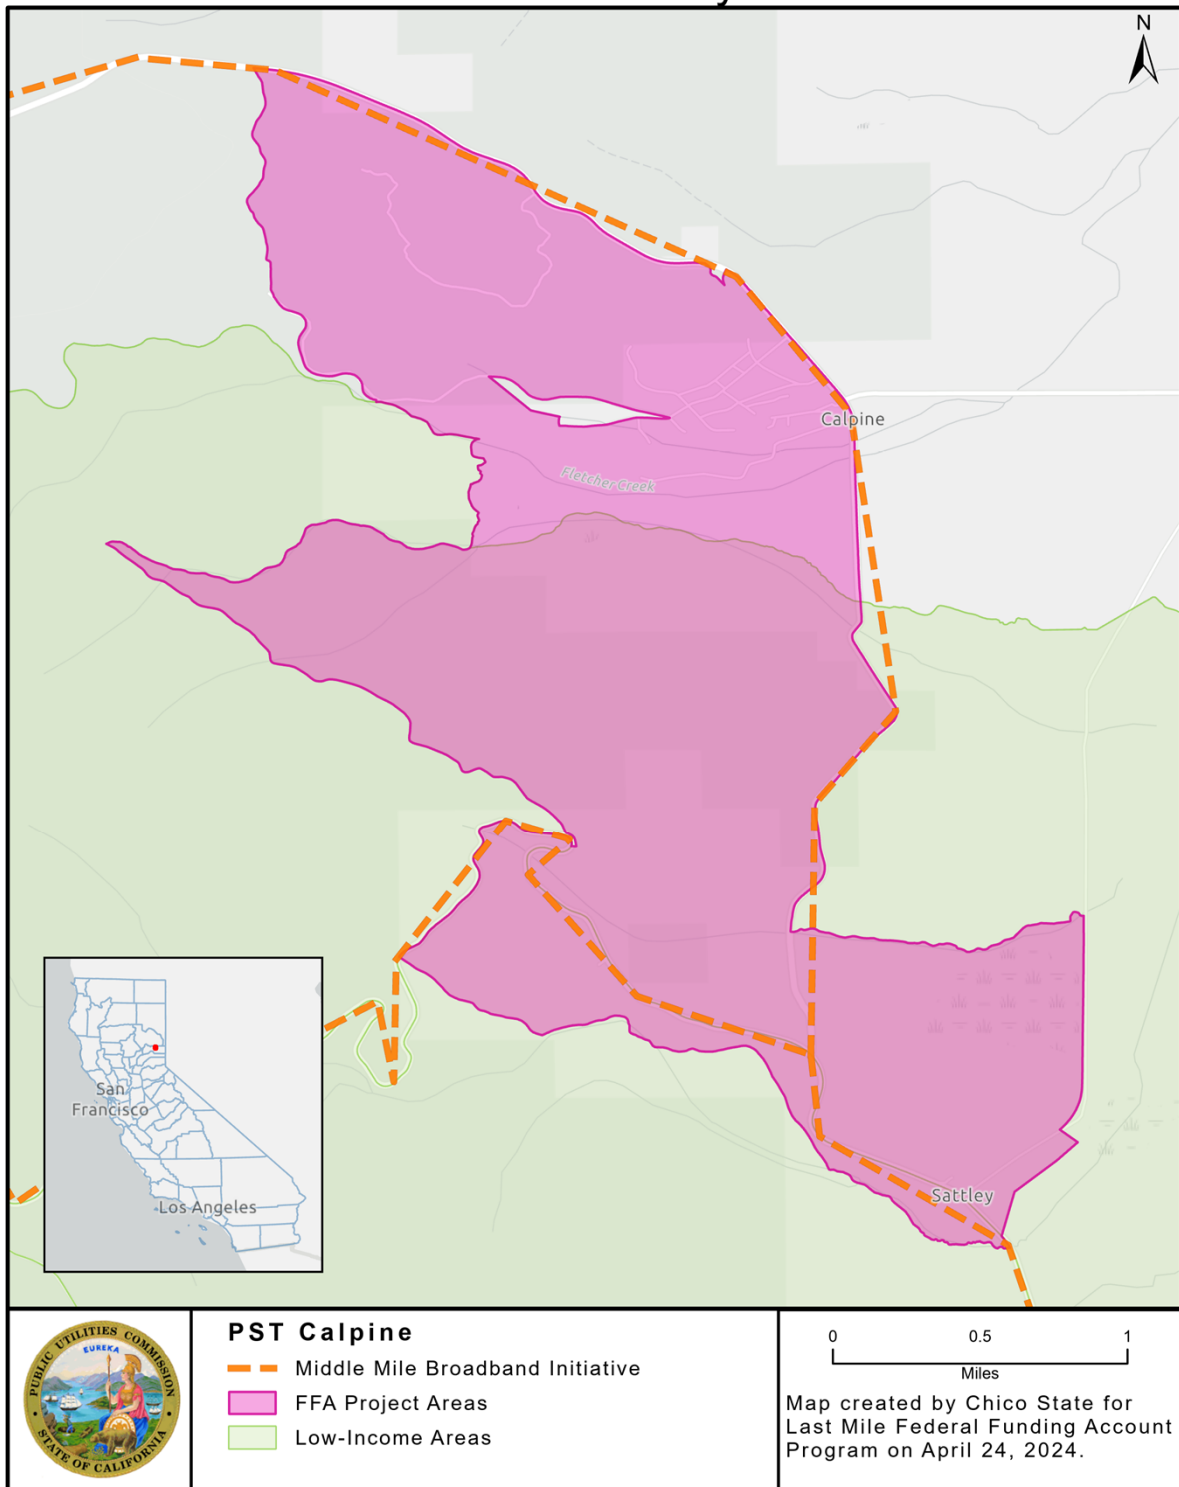 N
Calpine
Fletcher Creek
Sattley
San
Francisco
Los Angeles
PUBLIC UTILITIES COMMISSION
EUREKA
STATE OF CALIFORNIA
PST Calpine
Middle Mile Broadband Initiative
FFA Project Areas
Low-Income Areas
0 0.5 1
Miles
Map created by Chico State for
Last Mile Federal Funding Account
Program on April 24, 2024.